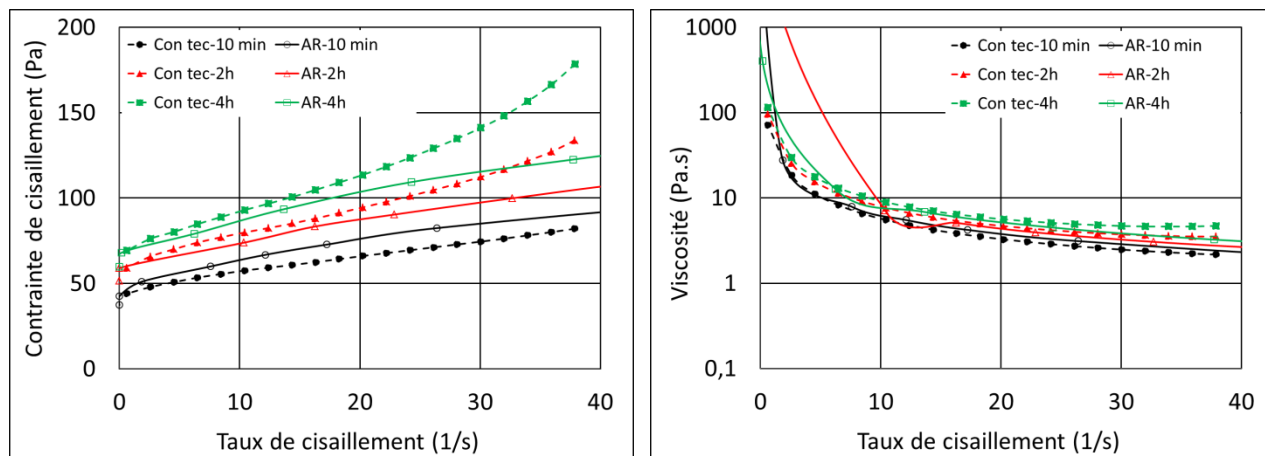 Contrainte de cisaillement (Pa)
200
150
100
50
0
Con tec-10 min
AR-10 min
Con tec-2h
AR-2h
Con tec-4h
AR-4h
0 10 20 30 40
Taux de cisaillement (1/s)
Viscosité (Pa.s)
1000
100
10
1
0,1
Con tec-10 min
AR-10 min
Con tec-2h
AR-2h
Con tec-4h
AR-4h
0 10 20 30 40
Taux de cisaillement (1/s)